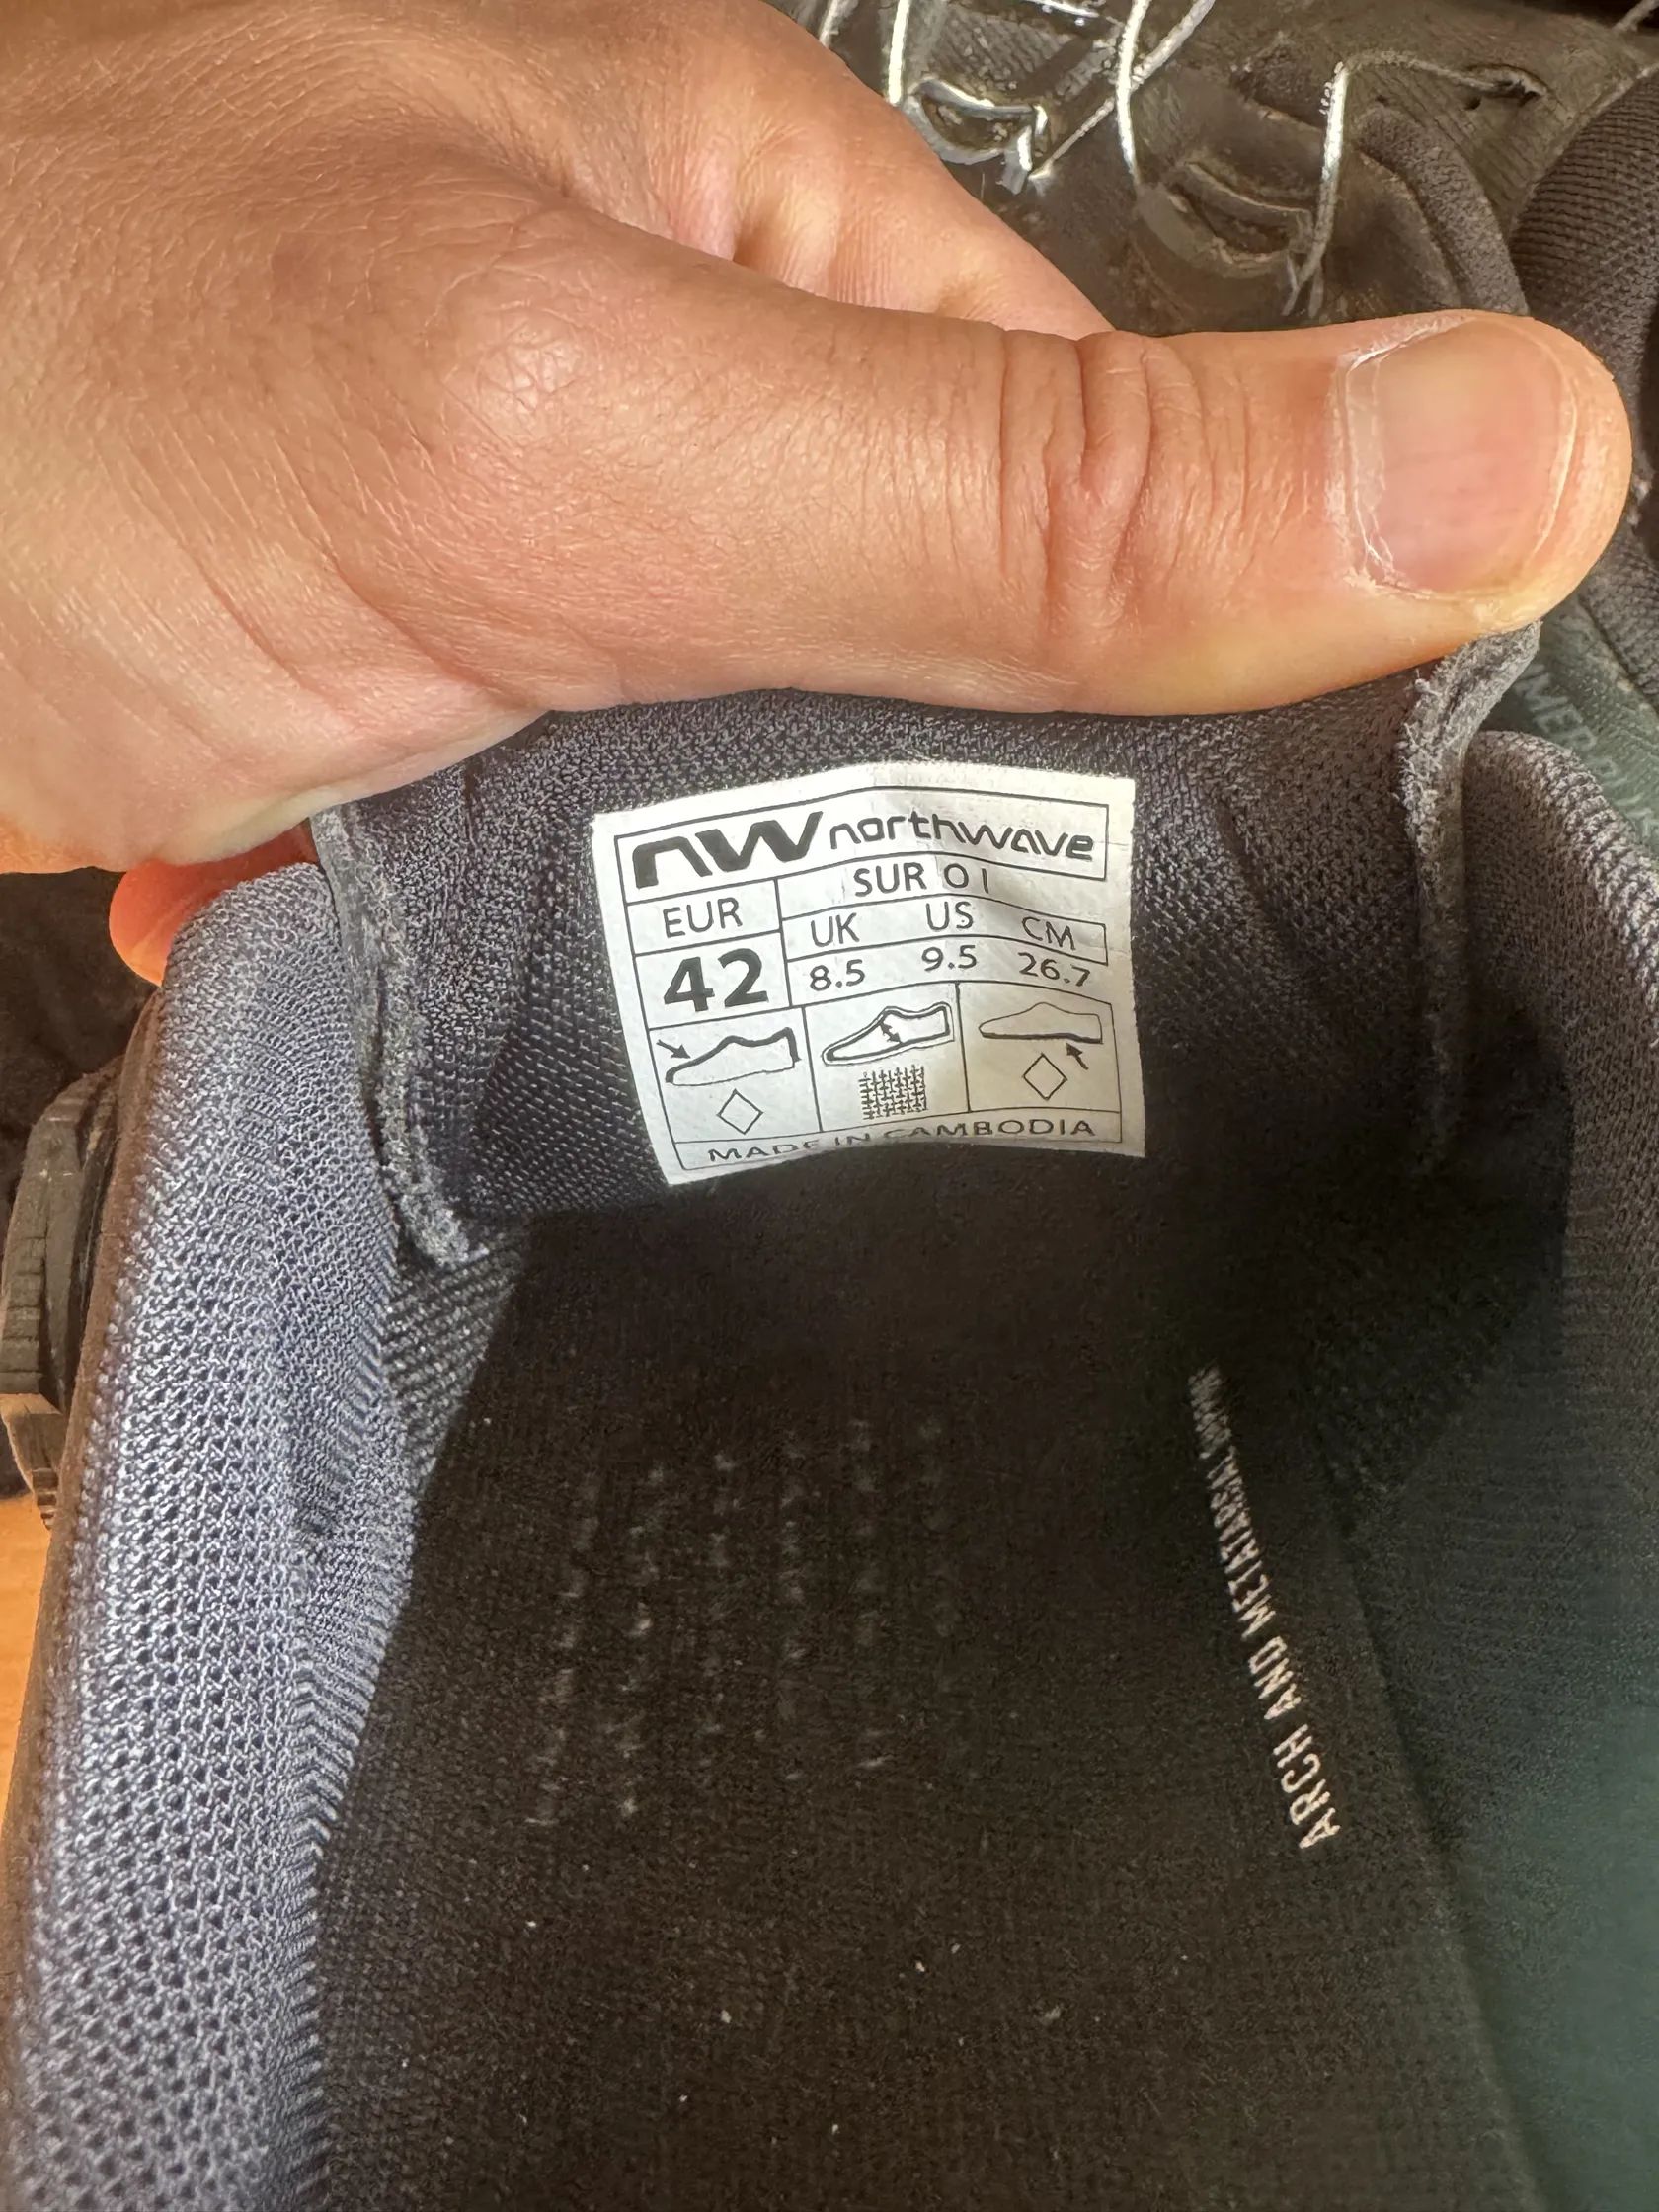 nw northwave
SUR 01
EUR UK US CM
42 8.5 9.5 26.7
MADE IN CAMBODIA
ARCH AND METATARSAL